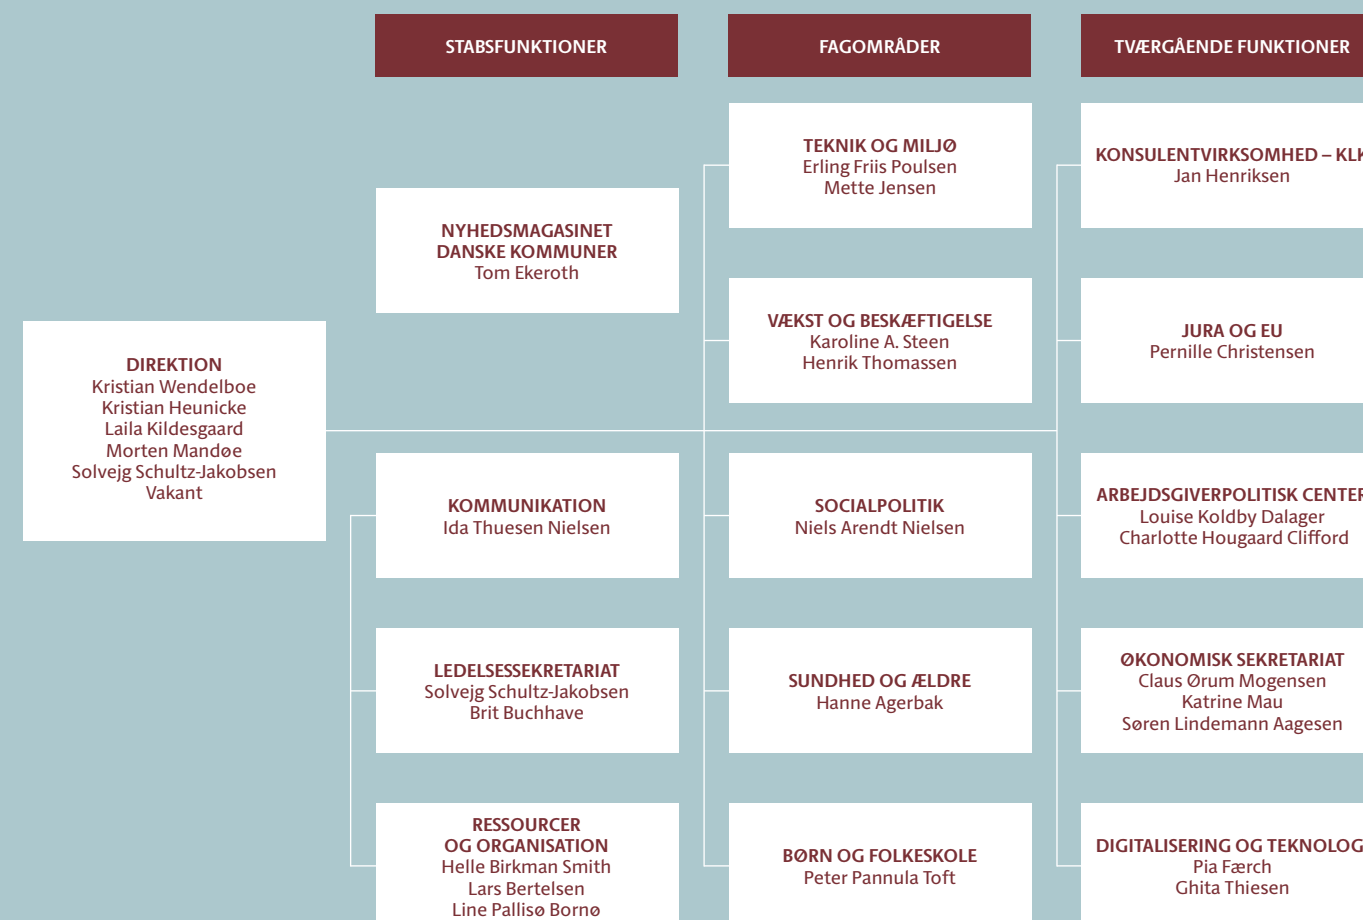 STABSFUNKTIONER
FAGOMRÅDER
TVÆRGÅENDE FUNKTIONER
DIREKTION
Kristian Wendelboe
Kristian Heunicke
Laila Kildesgaard
Morten Mandøe
Solvejg Schultz-Jakobsen
Vakant
NYHEDSMAGASINET
DANSKE KOMMUNER
Tom Ekeroth
KOMMUNIKATION
Ida Thuesen Nielsen
LEDELSESSEKRETARIAT
Solvejg Schultz-Jakobsen
Brit Buchhave
RESSOURCER
OG ORGANISATION
Helle Birkman Smith
Lars Bertelsen
Line Pallisø Bornø
TEKNIK OG MILJØ
Erling Friis Poulsen
Mette Jensen
VÆKST OG BESKÆFTIGELSE
Karoline A. Steen
Henrik Thomassen
SOCIALPOLITIK
Niels Arendt Nielsen
SUNDHED OG ÆLDRE
Hanne Agerbak
BØRN OG FOLKESKOLE
Peter Pannula Toft
KONSULENTVIRKSOMHED – KLK
Jan Henriksen
JURA OG EU
Pernille Christensen
ARBEJDSGIVERPOLITISK CENTER
Louise Koldby Dalager
Charlotte Hougaard Clifford
ØKONOMISK SEKRETARIAT
Claus Ørum Mogensen
Katrine Mau
Søren Lindemann Aagesen
DIGITALISERING OG TEKNOLOG
Pia Færch
Ghita Thiesen